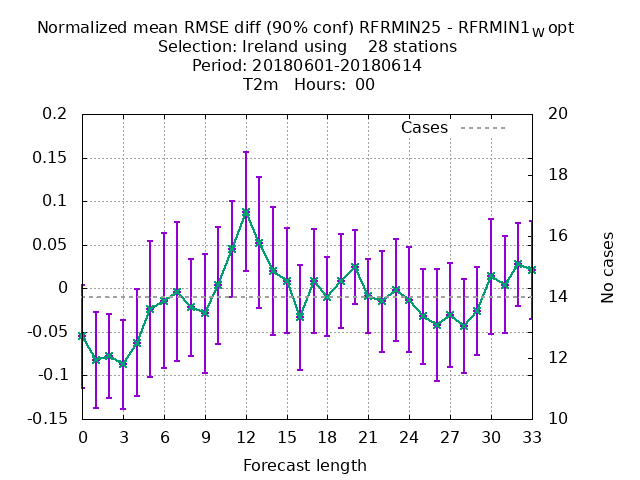 Normalized mean RMSE diff (90% conf) RFRMIN25 - RFRMIN1wopt
Selection: Ireland using    28 stations
Period: 20180601-20180614
T2m   Hours:  00
Cases
0.2
0.15
0.1
0.05
0
-0.05
-0.1
-0.15
20
18
16
14
12
10
No cases
0 3 6 9 12 15 18 21 24 27 30 33
Forecast length